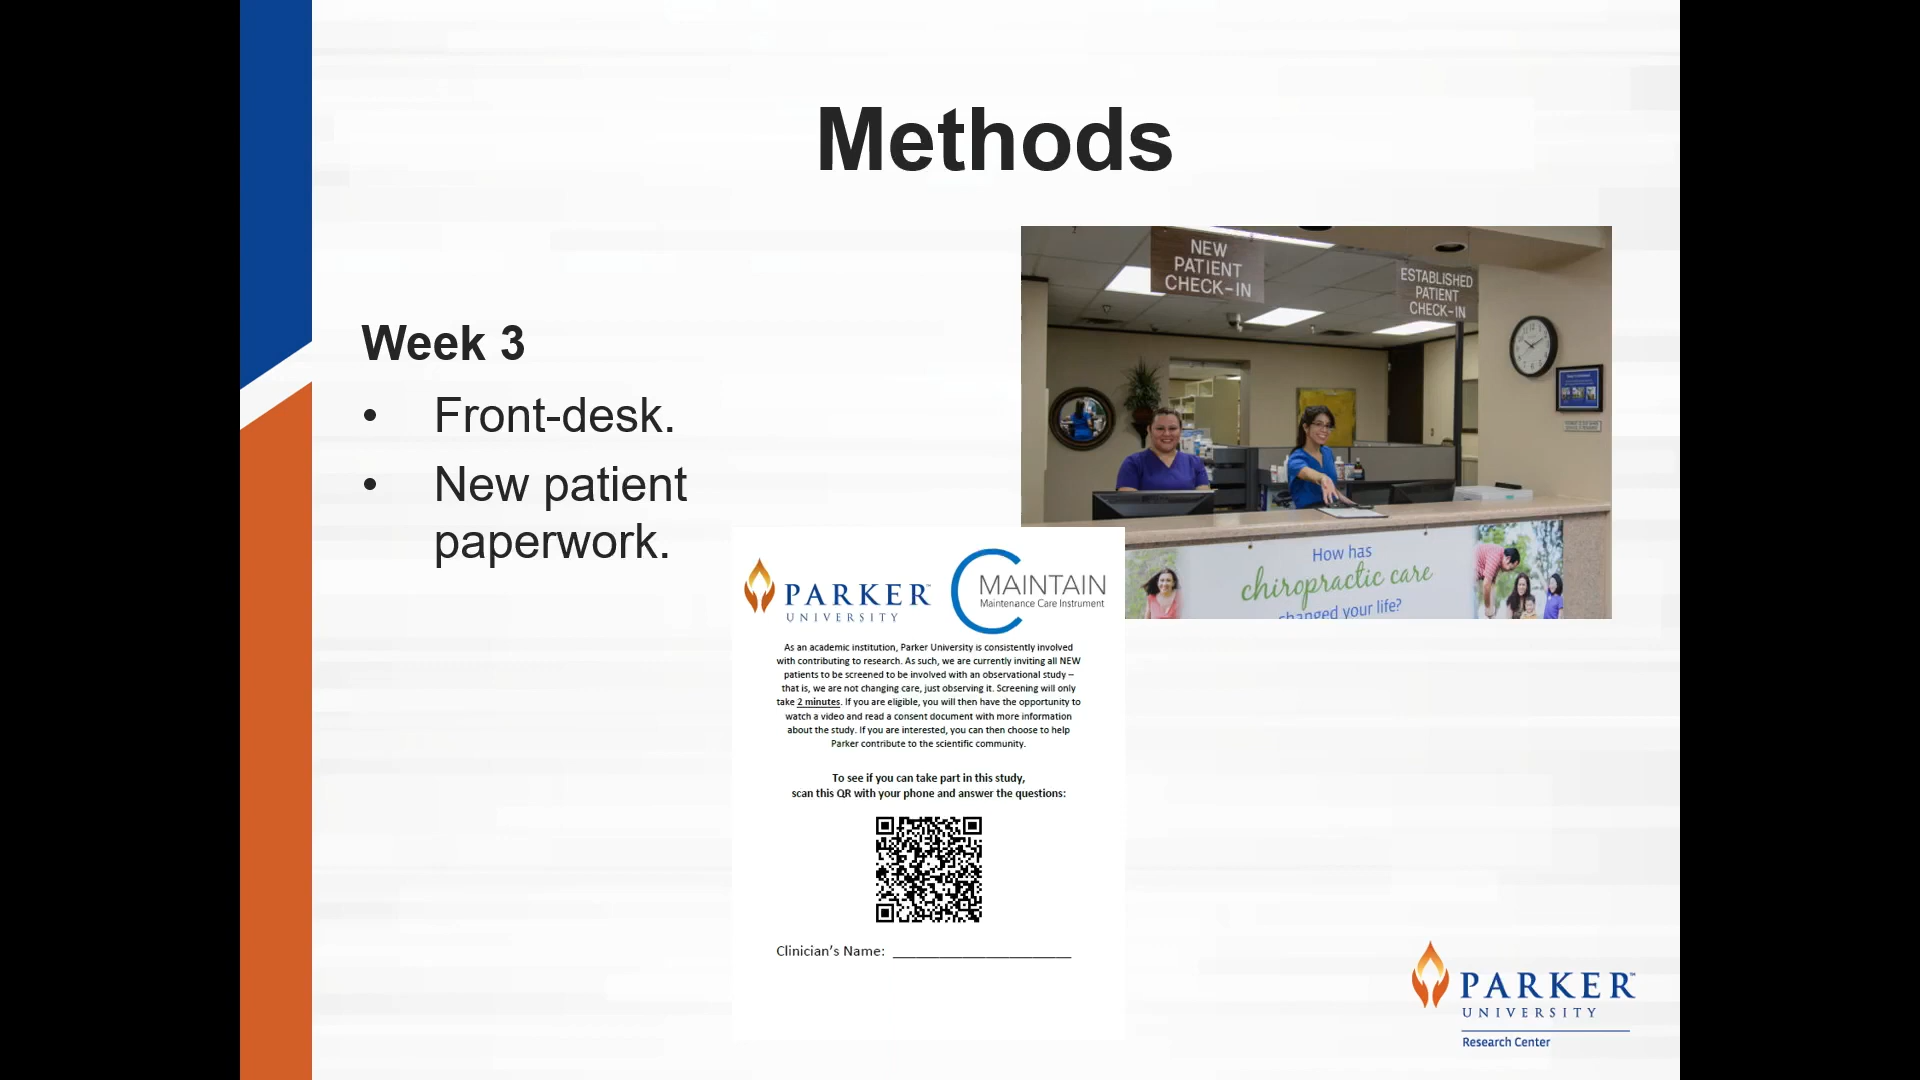 Methods
Week 3
• Front-desk.
• New patient
paperwork.
NEW
PATIENT
CHECK-IN
ESTABLISHED
PATIENT
CHECK-IN
How has
chiropractic care
changed your life?
PARKER™
UNIVERSITY
MAINTAIN
Maintenance Care Instrument
As an academic institution, Parker University is consistently involved
with contributing to research. As such, we are currently inviting all NEW
patients to be screened to be involved with an observational study –
that is, we are not changing care, just observing it. Screening will only
take 2 minutes. If you are eligible, you will then have the opportunity to
watch a video and read a consent document with more information
about the study. If you are interested, you can then choose to help
Parker contribute to the scientific community.
To see if you can take part in this study,
scan this QR with your phone and answer the questions:
Clinician’s Name: ______________________
PARKER™
UNIVERSITY
Research Center